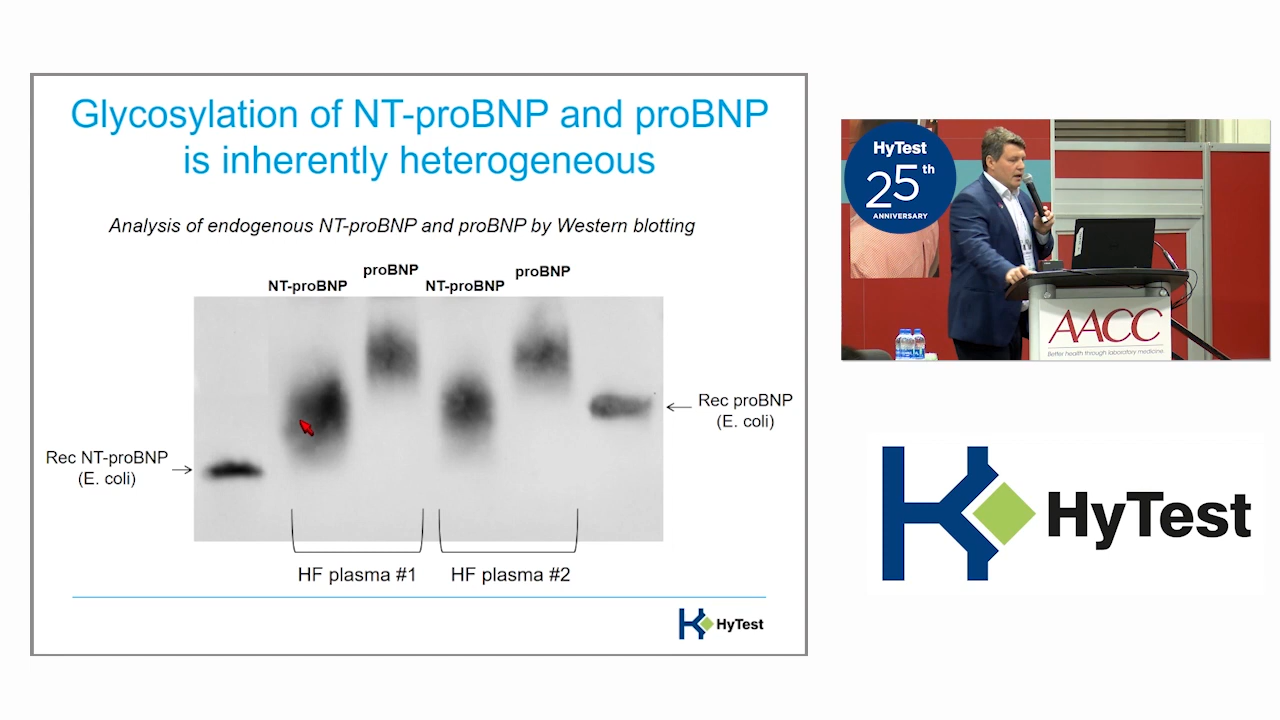 Glycosylation of NT-proBNP and proBNP
is inherently heterogeneous
Analysis of endogenous NT-proBNP and proBNP by Western blotting
NT-proBNP
proBNP
NT-proBNP
proBNP
Rec NT-proBNP
(E. coli)
Rec proBNP
(E. coli)
HF plasma #1
HF plasma #2
HyTest
HyTest
25th
ANNIVERSARY
AACC
Better health through laboratory medicine.
HyTest